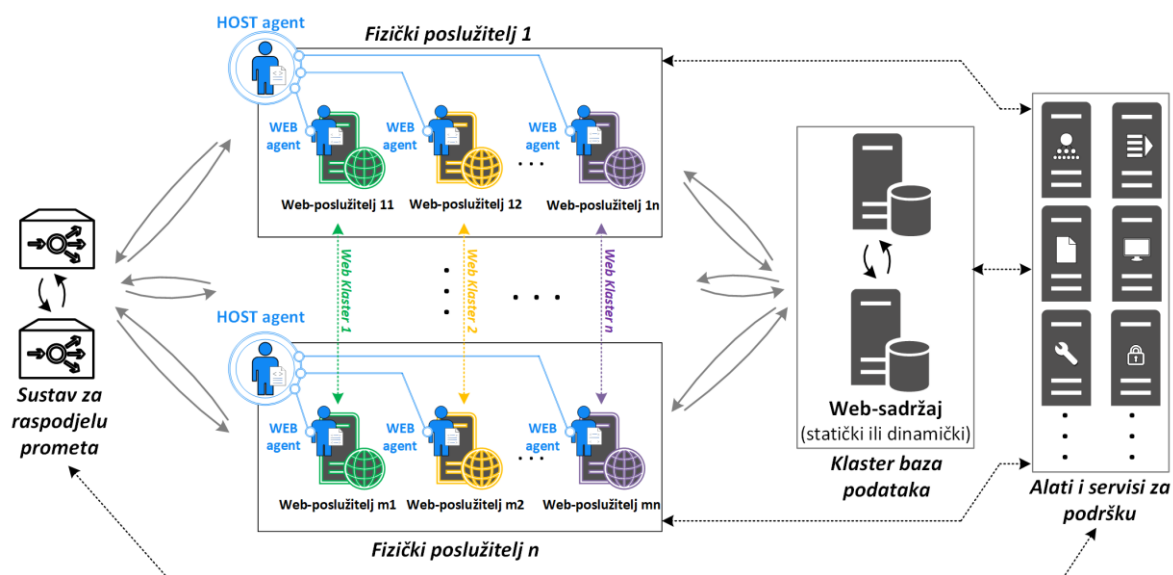 HOST agent
Fizički poslužitelj 1
WEB
agent
WEB
agent
WEB
agent
. . .
Web-poslužitelj 11
Web-poslužitelj 12
Web-poslužitelj 1n
Web Klaster 1
Web Klaster 2
Web Klaster n
. . .
HOST agent
WEB
agent
WEB
agent
WEB
agent
. . .
Web-poslužitelj m1
Web-poslužitelj m2
Web-poslužitelj mn
Fizički poslužitelj n
Sustav za
raspodjelu
prometa
Web-sadržaj
(statički ili dinamički)
Klaster baza
podataka
Alati i servisi za
podršku